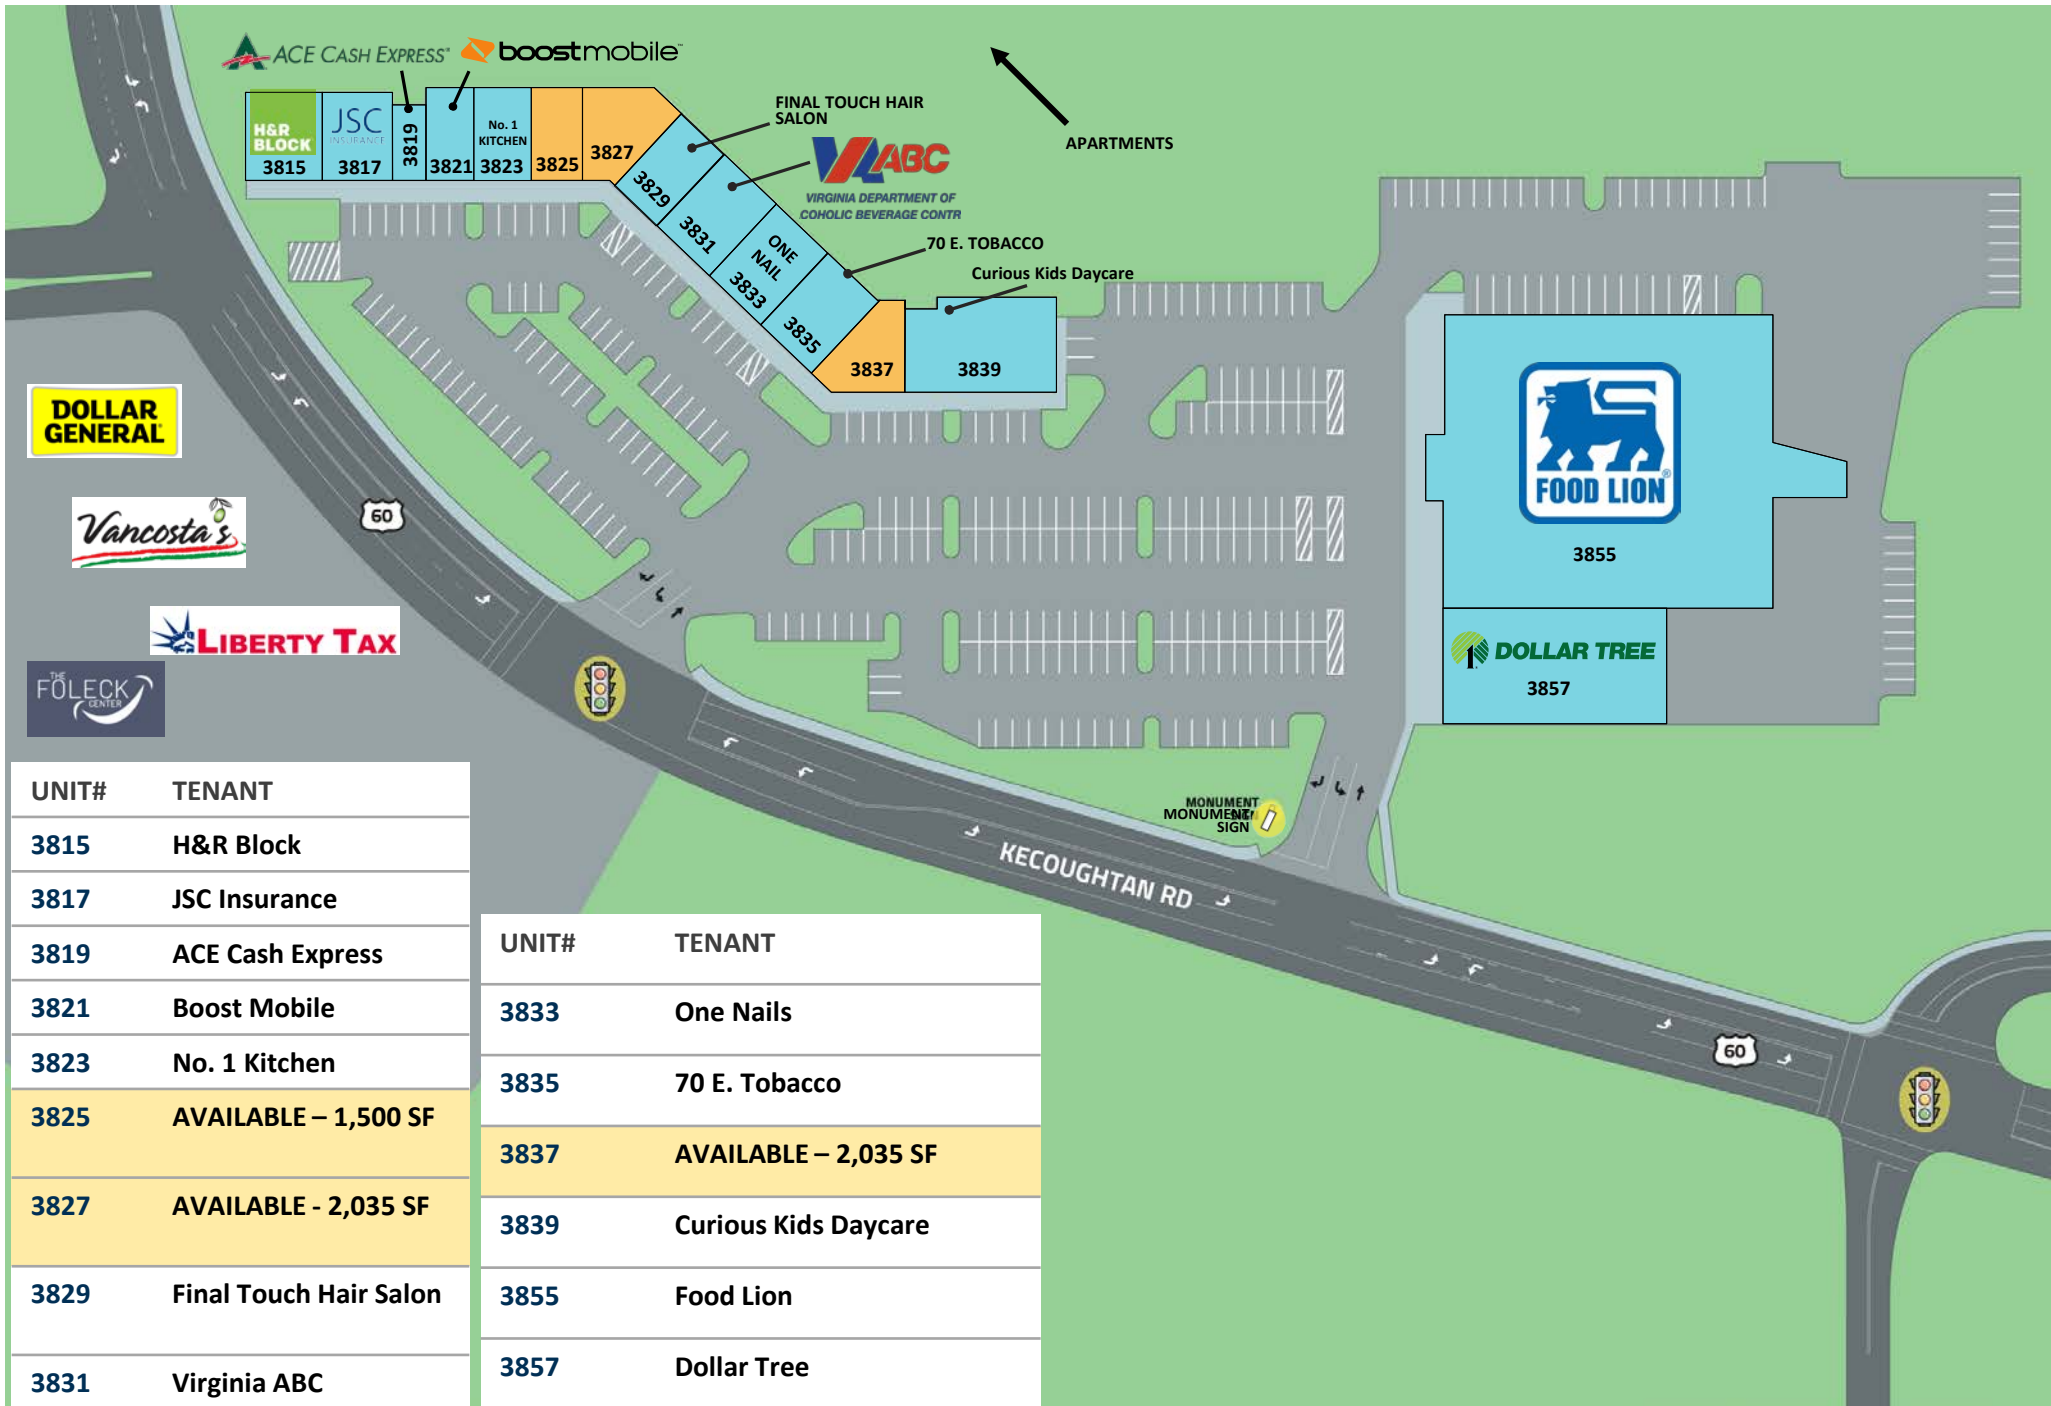 ACE CASH EXPRESS
boostmobile
H&R
BLOCK
3815
JSC
INSURANCE
3817
3819
3821
No. 1
KITCHEN
3823
3825
3827
FINAL TOUCH HAIR
SALON
3829
ABC
VIRGINIA DEPARTMENT OF
COHOLIC BEVERAGE CONTR
3831
ONE
NAIL
3833
70 E. TOBACCO
3835
Curious Kids Daycare
3837
3839
APARTMENTS
FOOD LION
3855
DOLLAR TREE
3857
DOLLAR
GENERAL
Vancosta's
LIBERTY TAX
THE
FOLECK
CENTER
60
MONUMENT
MONUMENT
SIGN
KECOUGHTAN RD
60
UNIT# TENANT
3815 H&R Block
3817 JSC Insurance
3819 ACE Cash Express
3821 Boost Mobile
3823 No. 1 Kitchen
3825 AVAILABLE – 1,500 SF
3827 AVAILABLE - 2,035 SF
3829 Final Touch Hair Salon
3831 Virginia ABC
UNIT# TENANT
3833 One Nails
3835 70 E. Tobacco
3837 AVAILABLE – 2,035 SF
3839 Curious Kids Daycare
3855 Food Lion
3857 Dollar Tree